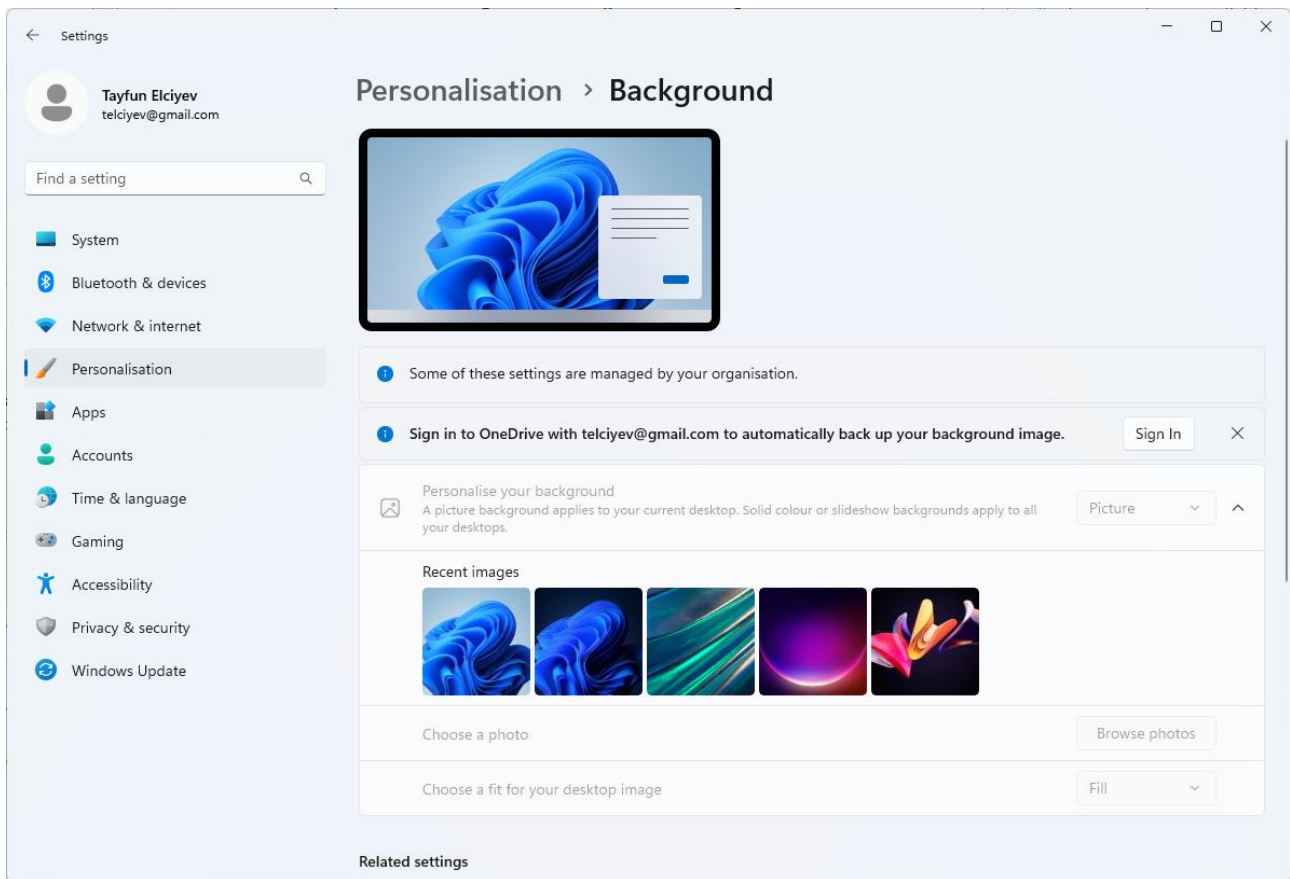 Settings
Tayfun Elciyev
telciyev@gmail.com
Find a setting
System
Bluetooth & devices
Network & internet
Personalisation
Apps
Accounts
Time & language
Gaming
Accessibility
Privacy & security
Windows Update
Personalisation > Background
Some of these settings are managed by your organisation.
Sign in to OneDrive with telciyev@gmail.com to automatically back up your background image.
Sign In
Personalise your background
A picture background applies to your current desktop. Solid colour or slideshow backgrounds apply to all
your desktops.
Picture
Recent images
Choose a photo
Browse photos
Choose a fit for your desktop image
Fill
Related settings